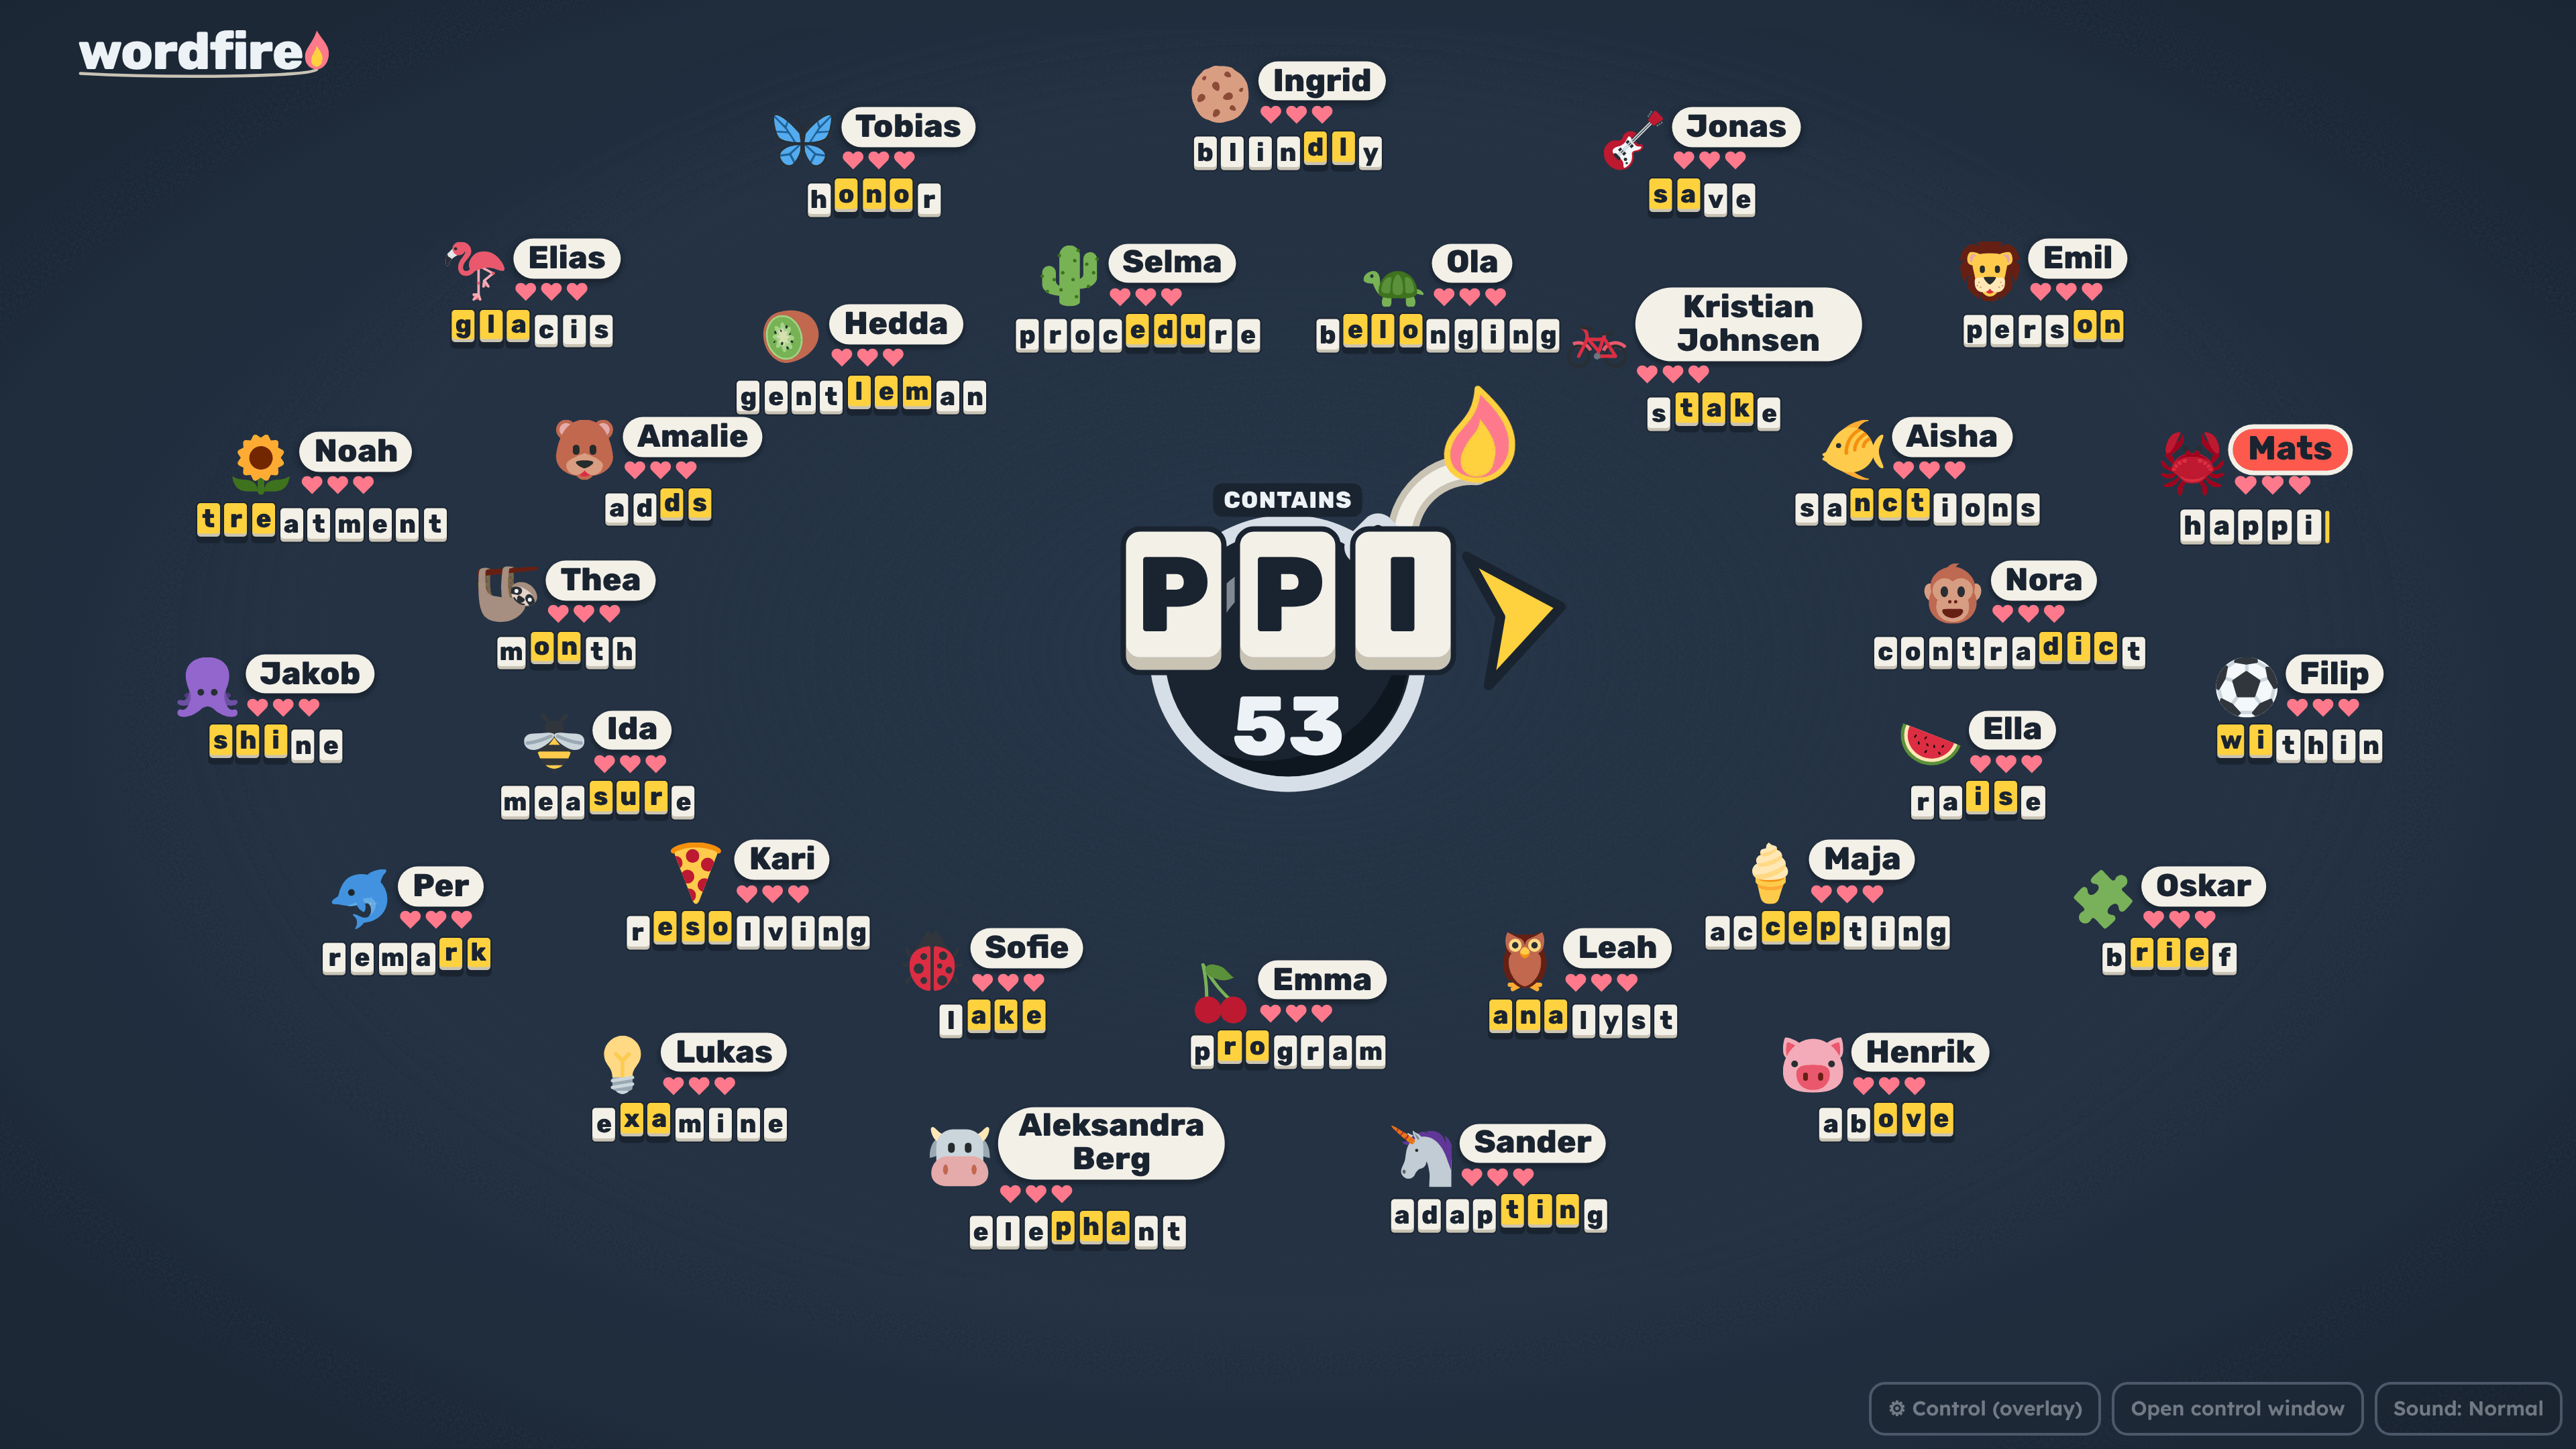 wordfire
Ingrid
blindly
Tobias
honor
Jonas
save
Elias
glacis
Selma
procedure
Ola
belonging
Emil
person
Hedda
gentleman
Kristian
Johnsen
stake
Noah
treatment
Amalie
adds
Aisha
sanctions
Mats
happi
CONTAINS
PPI
53
Thea
month
Nora
contradict
Jakob
shine
Filip
within
Ida
measure
Ella
raise
Per
remark
Kari
resolving
Maja
accepting
Oskar
brief
Sofie
lake
Emma
program
Leah
analyst
Lukas
examine
Henrik
above
Aleksandra
Berg
elephant
Sander
adapting
⚙ Control (overlay)
Open control window
Sound: Normal